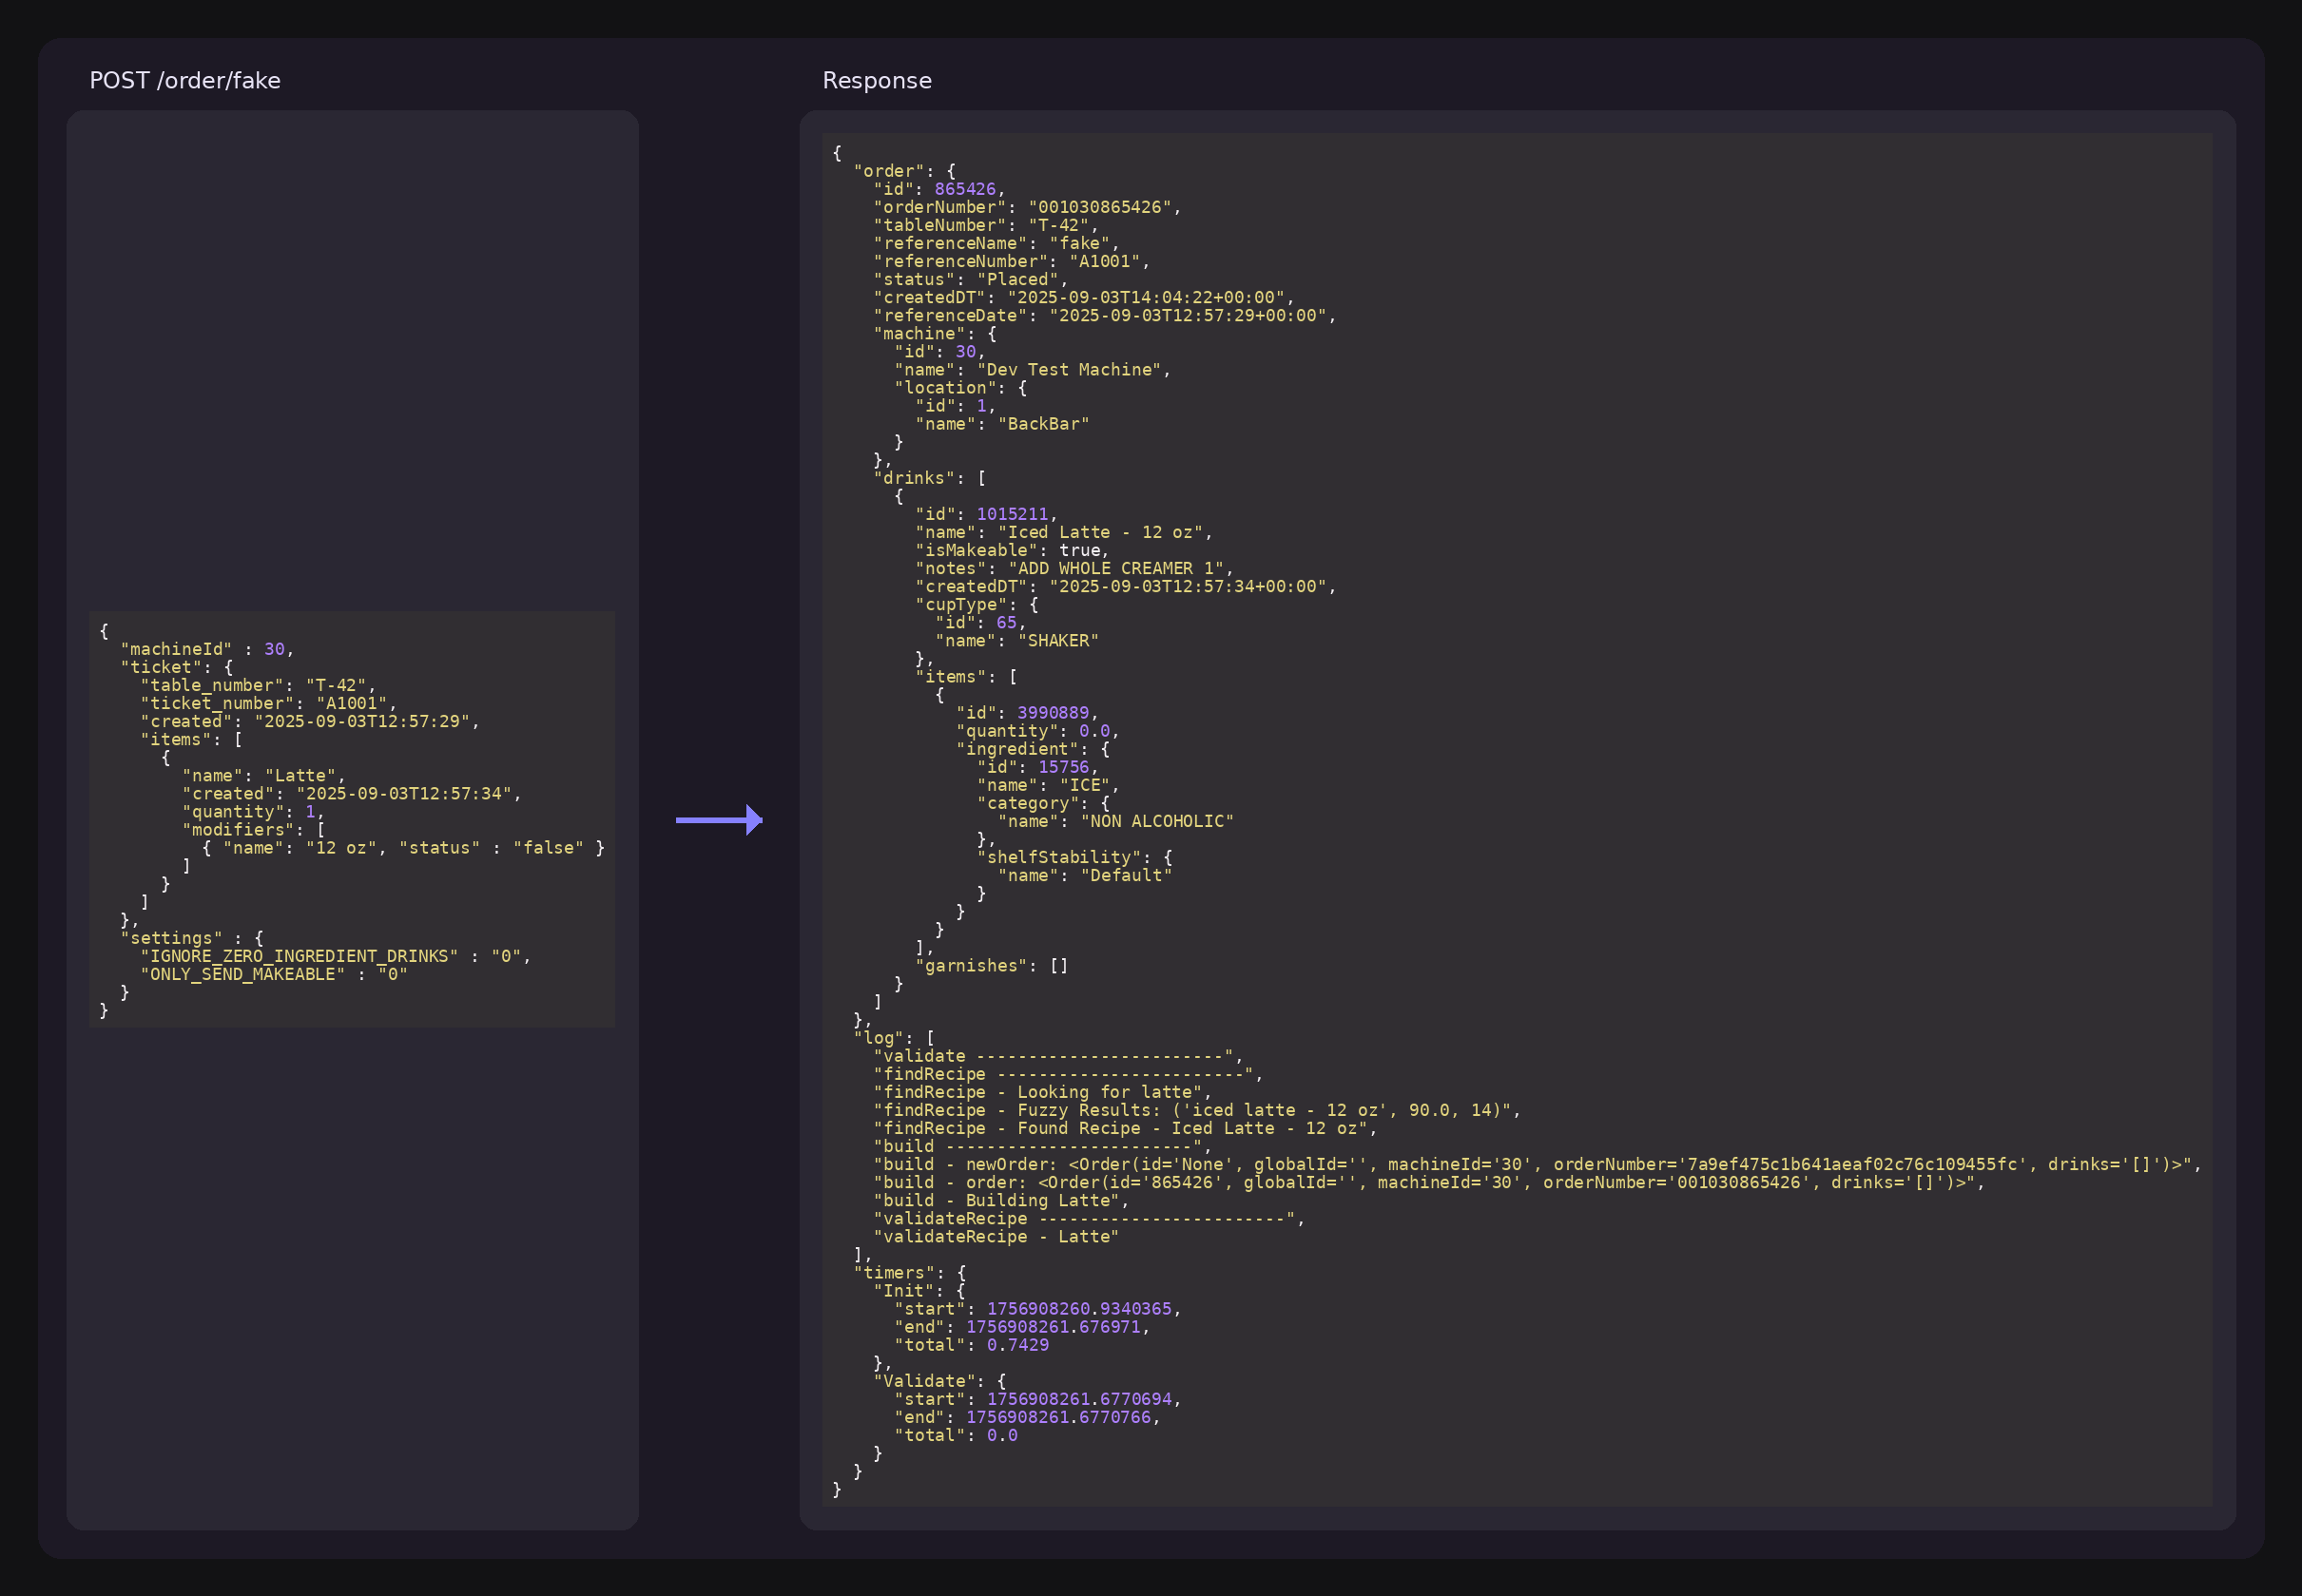 POST /order/fake
{
  "machineId" : 30,
  "ticket": {
    "table_number": "T-42",
    "ticket_number": "A1001",
    "created": "2025-09-03T12:57:29",
    "items": [
      {
        "name": "Latte",
        "created": "2025-09-03T12:57:34",
        "quantity": 1,
        "modifiers": [
          { "name": "12 oz", "status" : "false" }
        ]
      }
    ]
  },
  "settings" : {
    "IGNORE_ZERO_INGREDIENT_DRINKS" : "0",
    "ONLY_SEND_MAKEABLE" : "0"
  }
}
Response
{
  "order": {
    "id": 865426,
    "orderNumber": "001030865426",
    "tableNumber": "T-42",
    "referenceName": "fake",
    "referenceNumber": "A1001",
    "status": "Placed",
    "createdDT": "2025-09-03T14:04:22+00:00",
    "referenceDate": "2025-09-03T12:57:29+00:00",
    "machine": {
      "id": 30,
      "name": "Dev Test Machine",
      "location": {
        "id": 1,
        "name": "BackBar"
      }
    },
    "drinks": [
      {
        "id": 1015211,
        "name": "Iced Latte - 12 oz",
        "isMakeable": true,
        "notes": "ADD WHOLE CREAMER 1",
        "createdDT": "2025-09-03T12:57:34+00:00",
        "cupType": {
          "id": 65,
          "name": "SHAKER"
        },
        "items": [
          {
            "id": 3990889,
            "quantity": 0.0,
            "ingredient": {
              "id": 15756,
              "name": "ICE",
              "category": {
                "name": "NON ALCOHOLIC"
              },
              "shelfStability": {
                "name": "Default"
              }
            }
          }
        ],
        "garnishes": []
      }
    ]
  },
  "log": [
    "validate ------------------------",
    "findRecipe ------------------------",
    "findRecipe - Looking for latte",
    "findRecipe - Fuzzy Results: ('iced latte - 12 oz', 90.0, 14)",
    "findRecipe - Found Recipe - Iced Latte - 12 oz",
    "build ------------------------",
    "build - newOrder: <Order(id='None', globalId='', machineId='30', orderNumber='7a9ef475c1b641aeaf02c76c109455fc', drinks='[]')>",
    "build - order: <Order(id='865426', globalId='', machineId='30', orderNumber='001030865426', drinks='[]')>",
    "build - Building Latte",
    "validateRecipe ------------------------",
    "validateRecipe - Latte"
  ],
  "timers": {
    "Init": {
      "start": 1756908260.9340365,
      "end": 1756908261.676971,
      "total": 0.7429
    },
    "Validate": {
      "start": 1756908261.6770694,
      "end": 1756908261.6770766,
      "total": 0.0
    }
  }
}